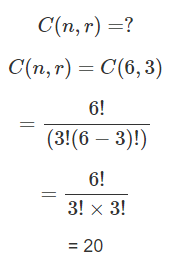 C(n, r) =?
C(n, r) = C(6, 3)
= 6! / (3!(6 − 3)!)
= 6! / 3! × 3!
= 20